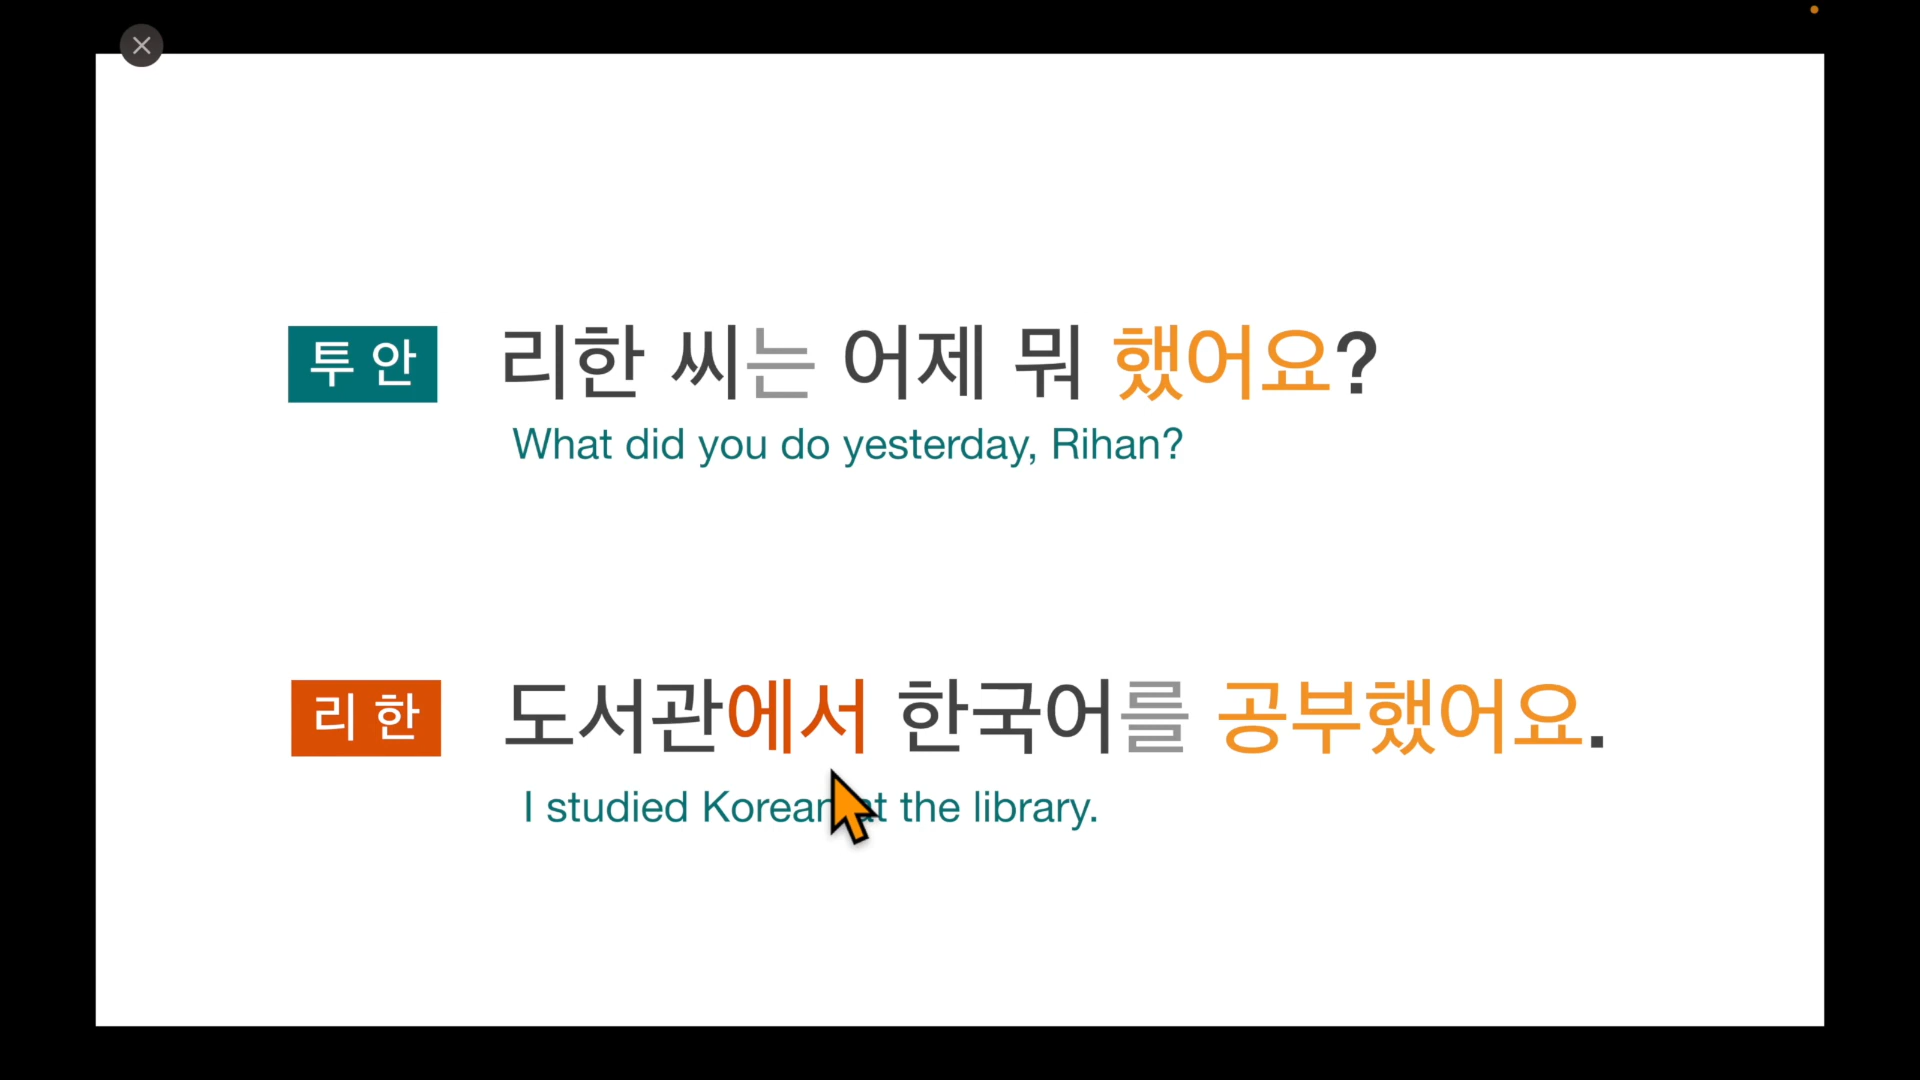 투안 리한 씨는 어제 뭐 했어요?
What did you do yesterday, Rihan?
리한 도서관에서 한국어를 공부했어요.
I studied Korean at the library.